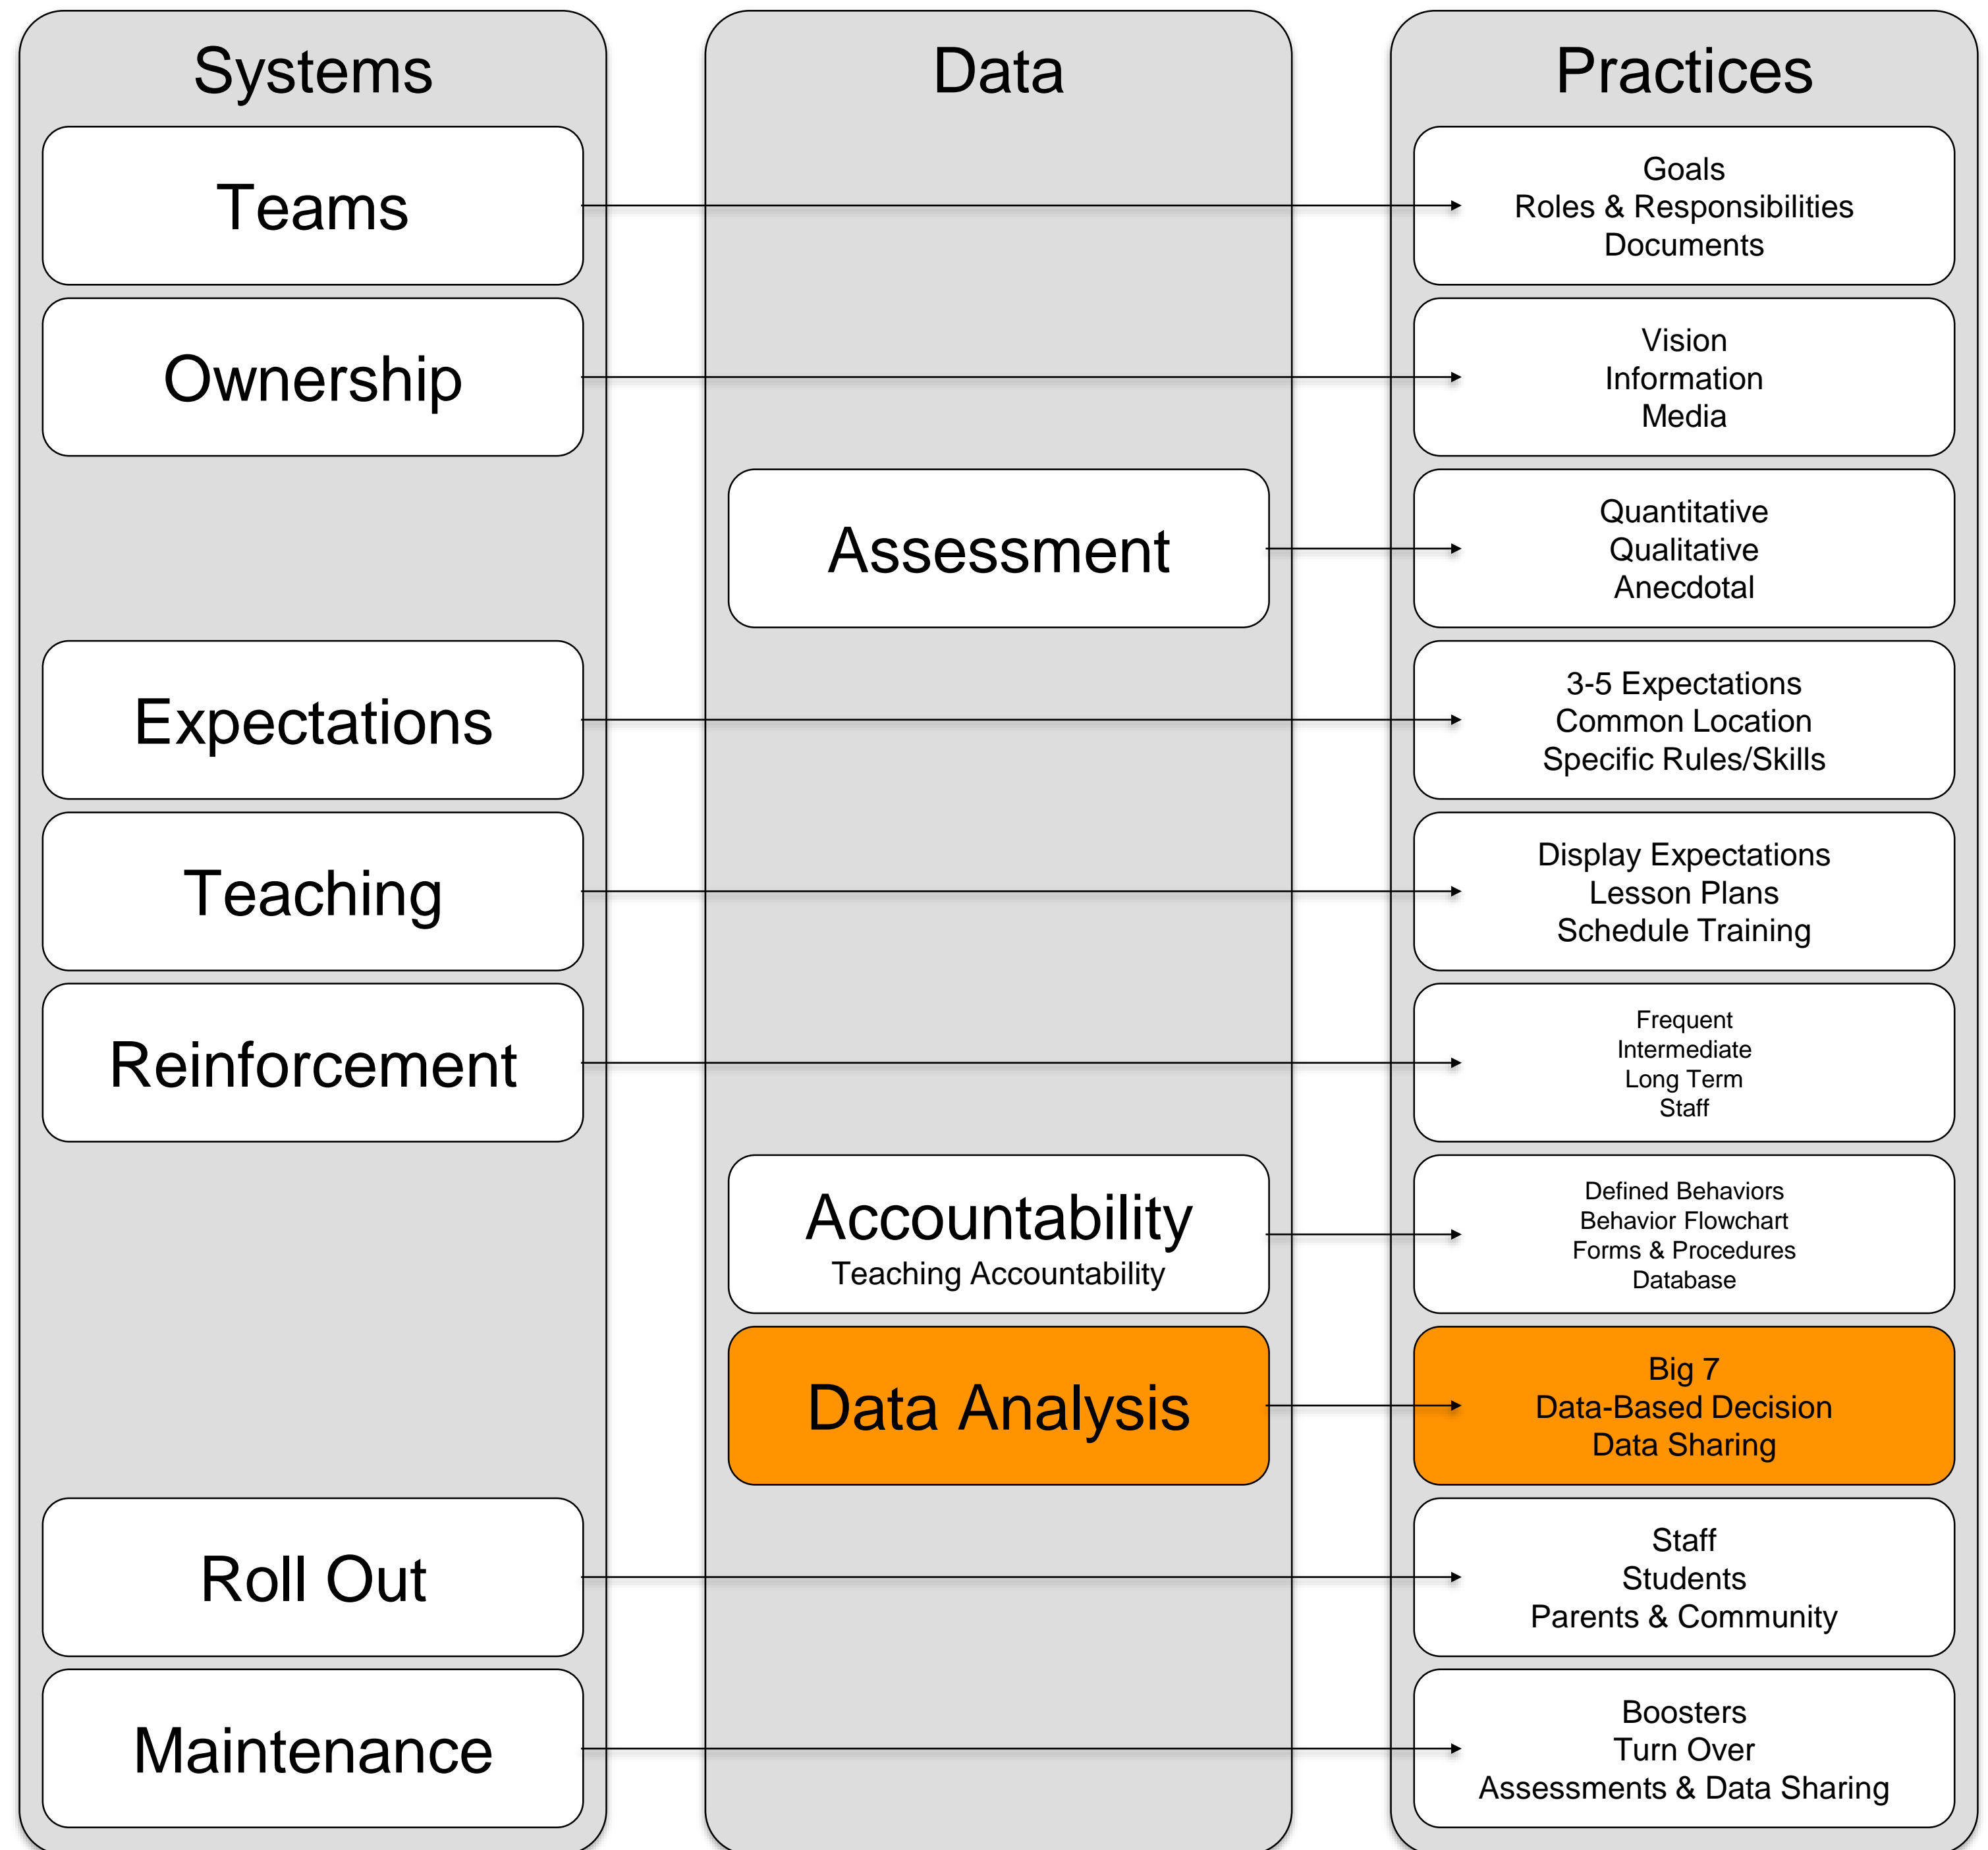 Systems
Data
Practices
Teams
Goals
Roles & Responsibilities
Documents
Ownership
Vision
Information
Media
Assessment
Quantitative
Qualitative
Anecdotal
Expectations
3-5 Expectations
Common Location
Specific Rules/Skills
Teaching
Display Expectations
Lesson Plans
Schedule Training
Reinforcement
Frequent
Intermediate
Long Term
Staff
Accountability
Teaching Accountability
Defined Behaviors
Behavior Flowchart
Forms & Procedures
Database
Data Analysis
Big 7
Data-Based Decision
Data Sharing
Roll Out
Staff
Students
Parents & Community
Maintenance
Boosters
Turn Over
Assessments & Data Sharing